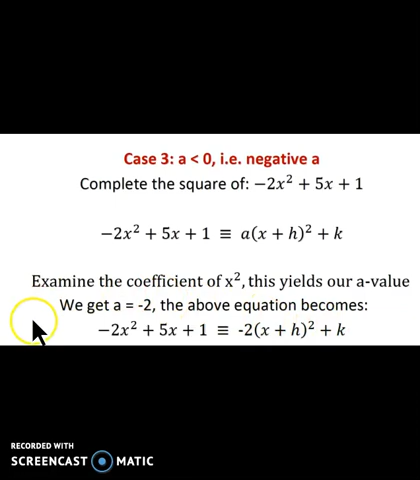 Case 3: a < 0, i.e. negative a
Complete the square of: −2x² + 5x + 1
−2x² + 5x + 1 ≡ a(x + h)² + k
Examine the coefficient of x², this yields our a-value
We get a = -2, the above equation becomes:
−2x² + 5x + 1 ≡ -2(x + h)² + k
RECORDED WITH
SCREENCAST MATIC